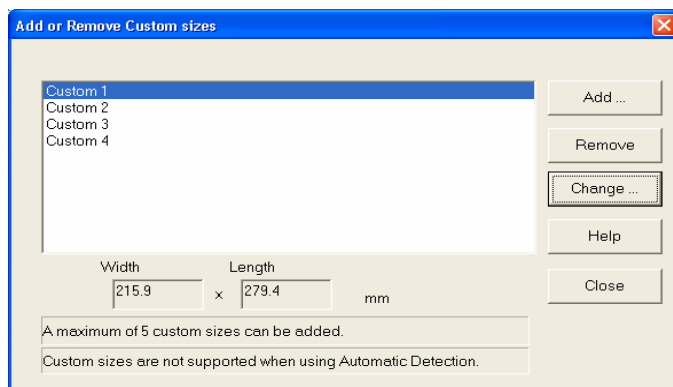 Add or Remove Custom sizes
Custom 1
Custom 2
Custom 3
Custom 4
Add ...
Remove
Change ...
Help
Close
Width Length
215.9 x 279.4 mm
A maximum of 5 custom sizes can be added.
Custom sizes are not supported when using Automatic Detection.